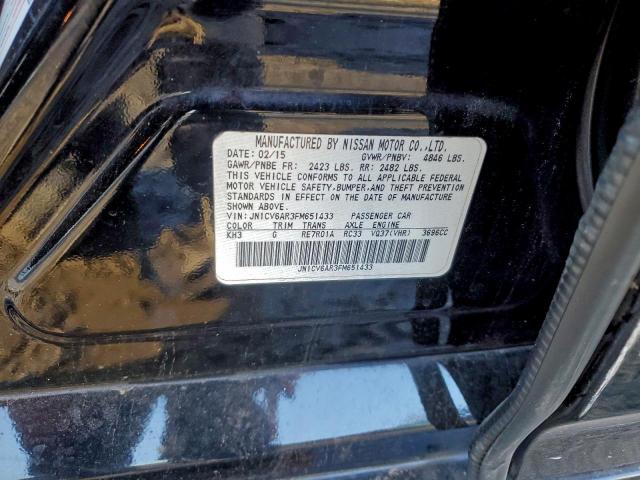 MANUFACTURED BY NISSAN MOTOR CO.,LTD.
DATE: 02/15 GVWR/PNBV: 4846 LBS.
GAWR/PNBE FR: 2423 LBS. RR: 2482 LBS.
THIS VEHICLE CONFORMS TO ALL APPLICABLE FEDERAL
MOTOR VEHICLE SAFETY,BUMPER,AND THEFT PREVENTION
STANDARDS IN EFFECT ON THE DATE OF MANUFACTURE
SHOWN ABOVE.
VIN:JN1CV6AR3FM651433 PASSENGER CAR
COLOR TRIM TRANS AXLE ENGINE
KH3 G RE7R01A RC33 VQ37(VHR) 3696CC
JN1CV6AR3FM651433